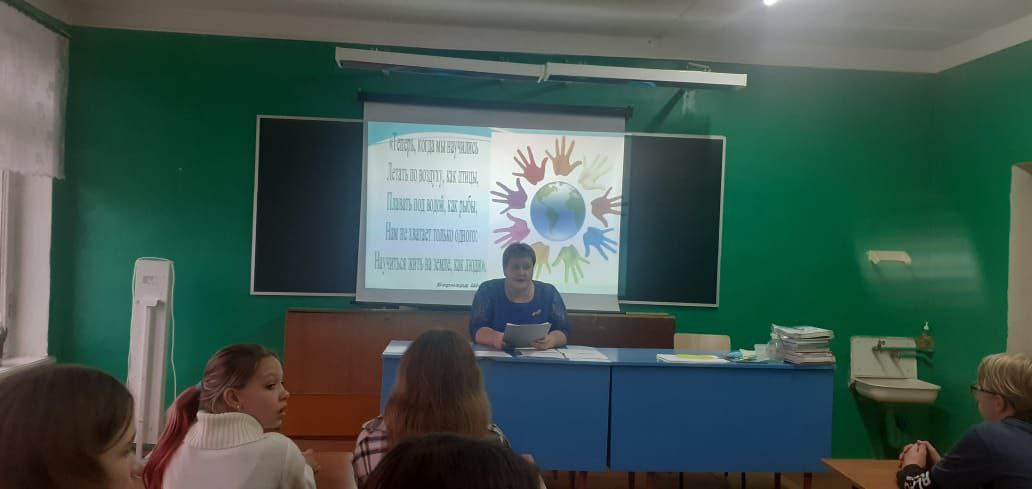 «Теперь, когда мы научились
Летать по воздуху, как птицы,
Плавать под водой, как рыбы,
Нам не хватает только одного:
Научиться жить на земле, как люди».
Бернард